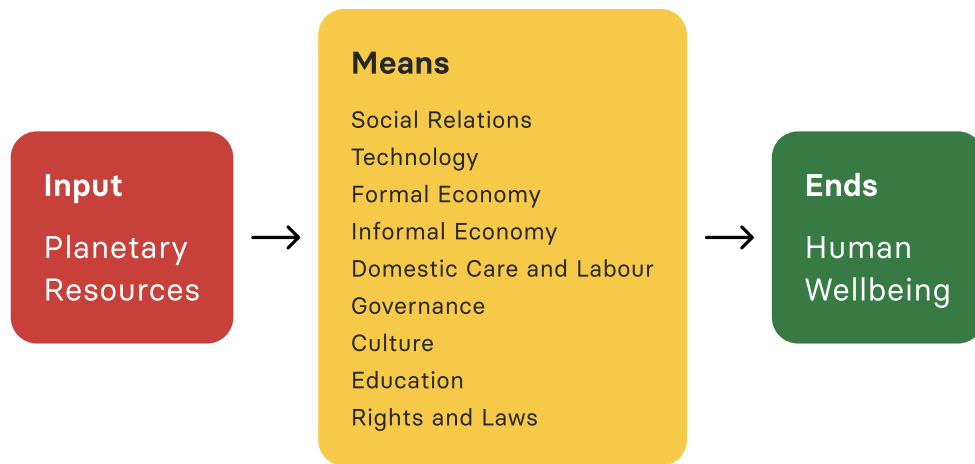 Input
Planetary
Resources
Means
Social Relations
Technology
Formal Economy
Informal Economy
Domestic Care and Labour
Governance
Culture
Education
Rights and Laws
Ends
Human
Wellbeing